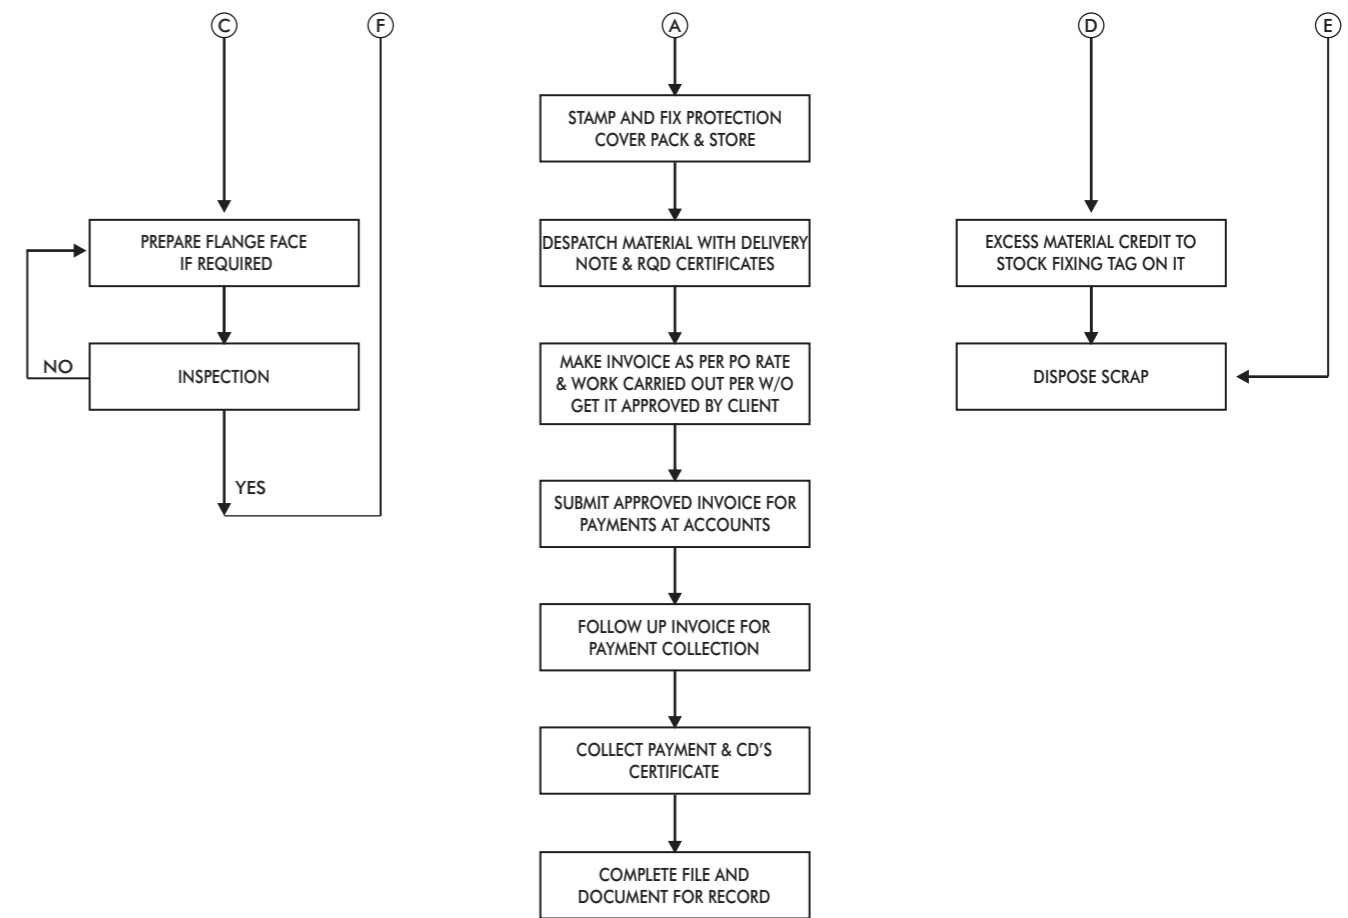 C
F
A
D
E
STAMP AND FIX PROTECTION
COVER PACK & STORE
PREPARE FLANGE FACE
IF REQUIRED
DESPATCH MATERIAL WITH DELIVERY
NOTE & RQD CERTIFICATES
EXCESS MATERIAL CREDIT TO
STOCK FIXING TAG ON IT
NO
INSPECTION
MAKE INVOICE AS PER PO RATE
& WORK CARRIED OUT PER W/O
GET IT APPROVED BY CLIENT
DISPOSE SCRAP
YES
SUBMIT APPROVED INVOICE FOR
PAYMENTS AT ACCOUNTS
FOLLOW UP INVOICE FOR
PAYMENT COLLECTION
COLLECT PAYMENT & CD'S
CERTIFICATE
COMPLETE FILE AND
DOCUMENT FOR RECORD